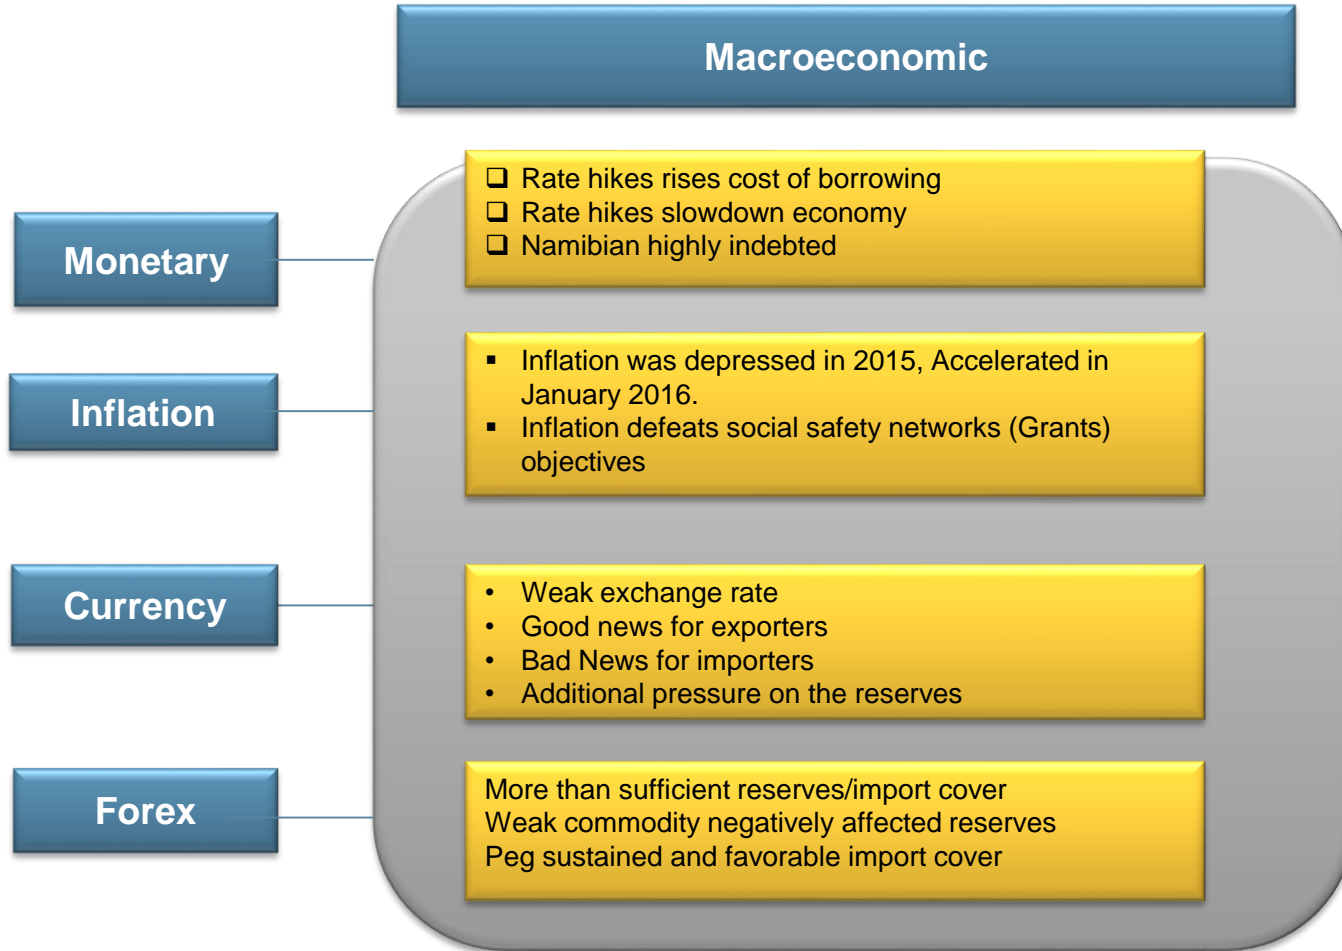 Macroeconomic
Monetary
❑ Rate hikes rises cost of borrowing
❑ Rate hikes slowdown economy
❑ Namibian highly indebted
Inflation
▪ Inflation was depressed in 2015, Accelerated in
January 2016.
▪ Inflation defeats social safety networks (Grants)
objectives
Currency
• Weak exchange rate
• Good news for exporters
• Bad News for importers
• Additional pressure on the reserves
Forex
More than sufficient reserves/import cover
Weak commodity negatively affected reserves
Peg sustained and favorable import cover